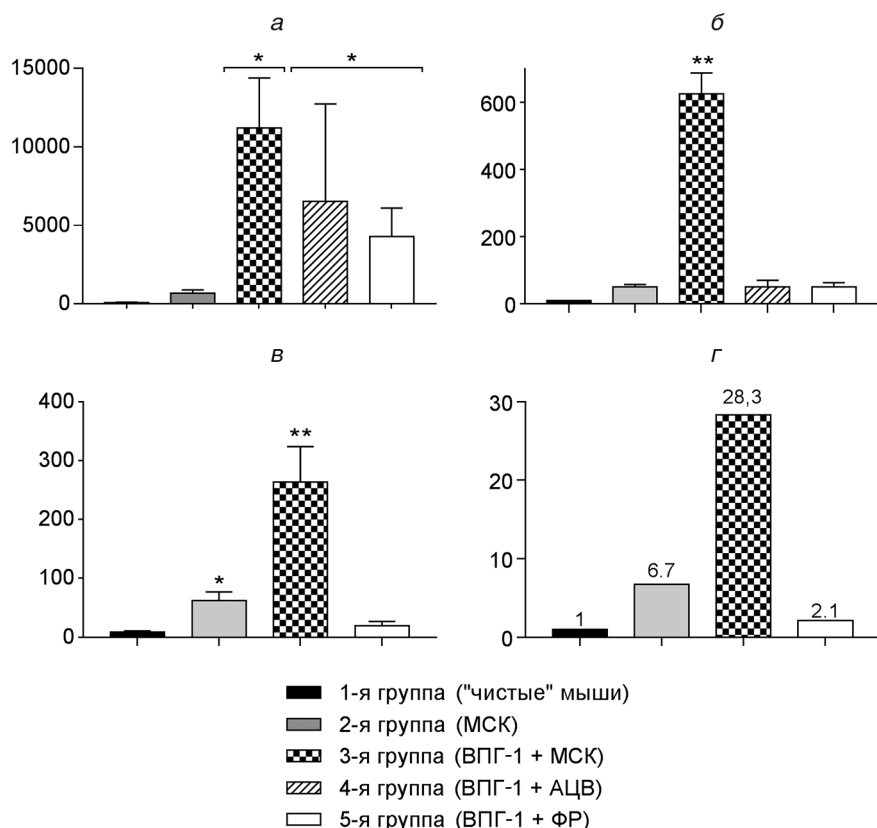 а
* *
15000
10000
5000
0
б
**
600
400
200
0
в
400
300
200
100
0
*
**
г
30
20
10
0
1
6.7
28,3
2.1
1-я группа ("чистые" мыши)
2-я группа (МСК)
3-я группа (ВПГ-1 + МСК)
4-я группа (ВПГ-1 + АЦВ)
5-я группа (ВПГ-1 + ФР)